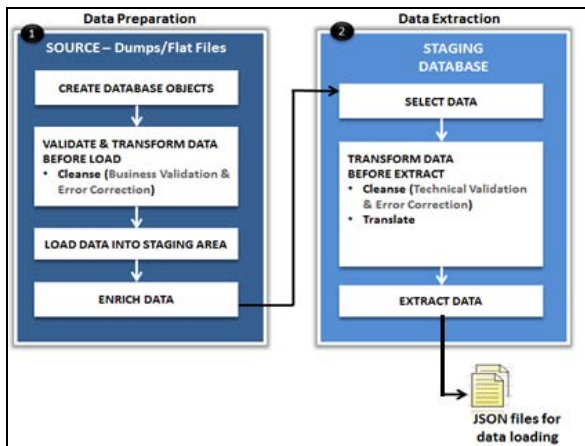 Data Preparation
1
SOURCE – Dumps/Flat Files
CREATE DATABASE OBJECTS
VALIDATE & TRANSFORM DATA
BEFORE LOAD
• Cleanse (Business Validation &
Error Correction)
LOAD DATA INTO STAGING AREA
ENRICH DATA
Data Extraction
2
STAGING
DATABASE
SELECT DATA
TRANSFORM DATA
BEFORE EXTRACT
• Cleanse (Technical Validation
& Error Correction)
• Translate
EXTRACT DATA
JSON files for
data loading